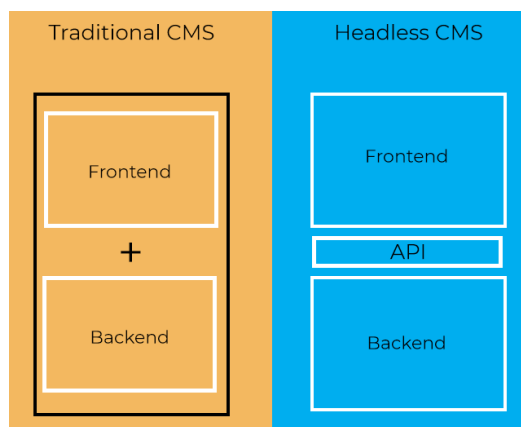 Traditional CMS
Frontend
+
Backend
Headless CMS
Frontend
API
Backend